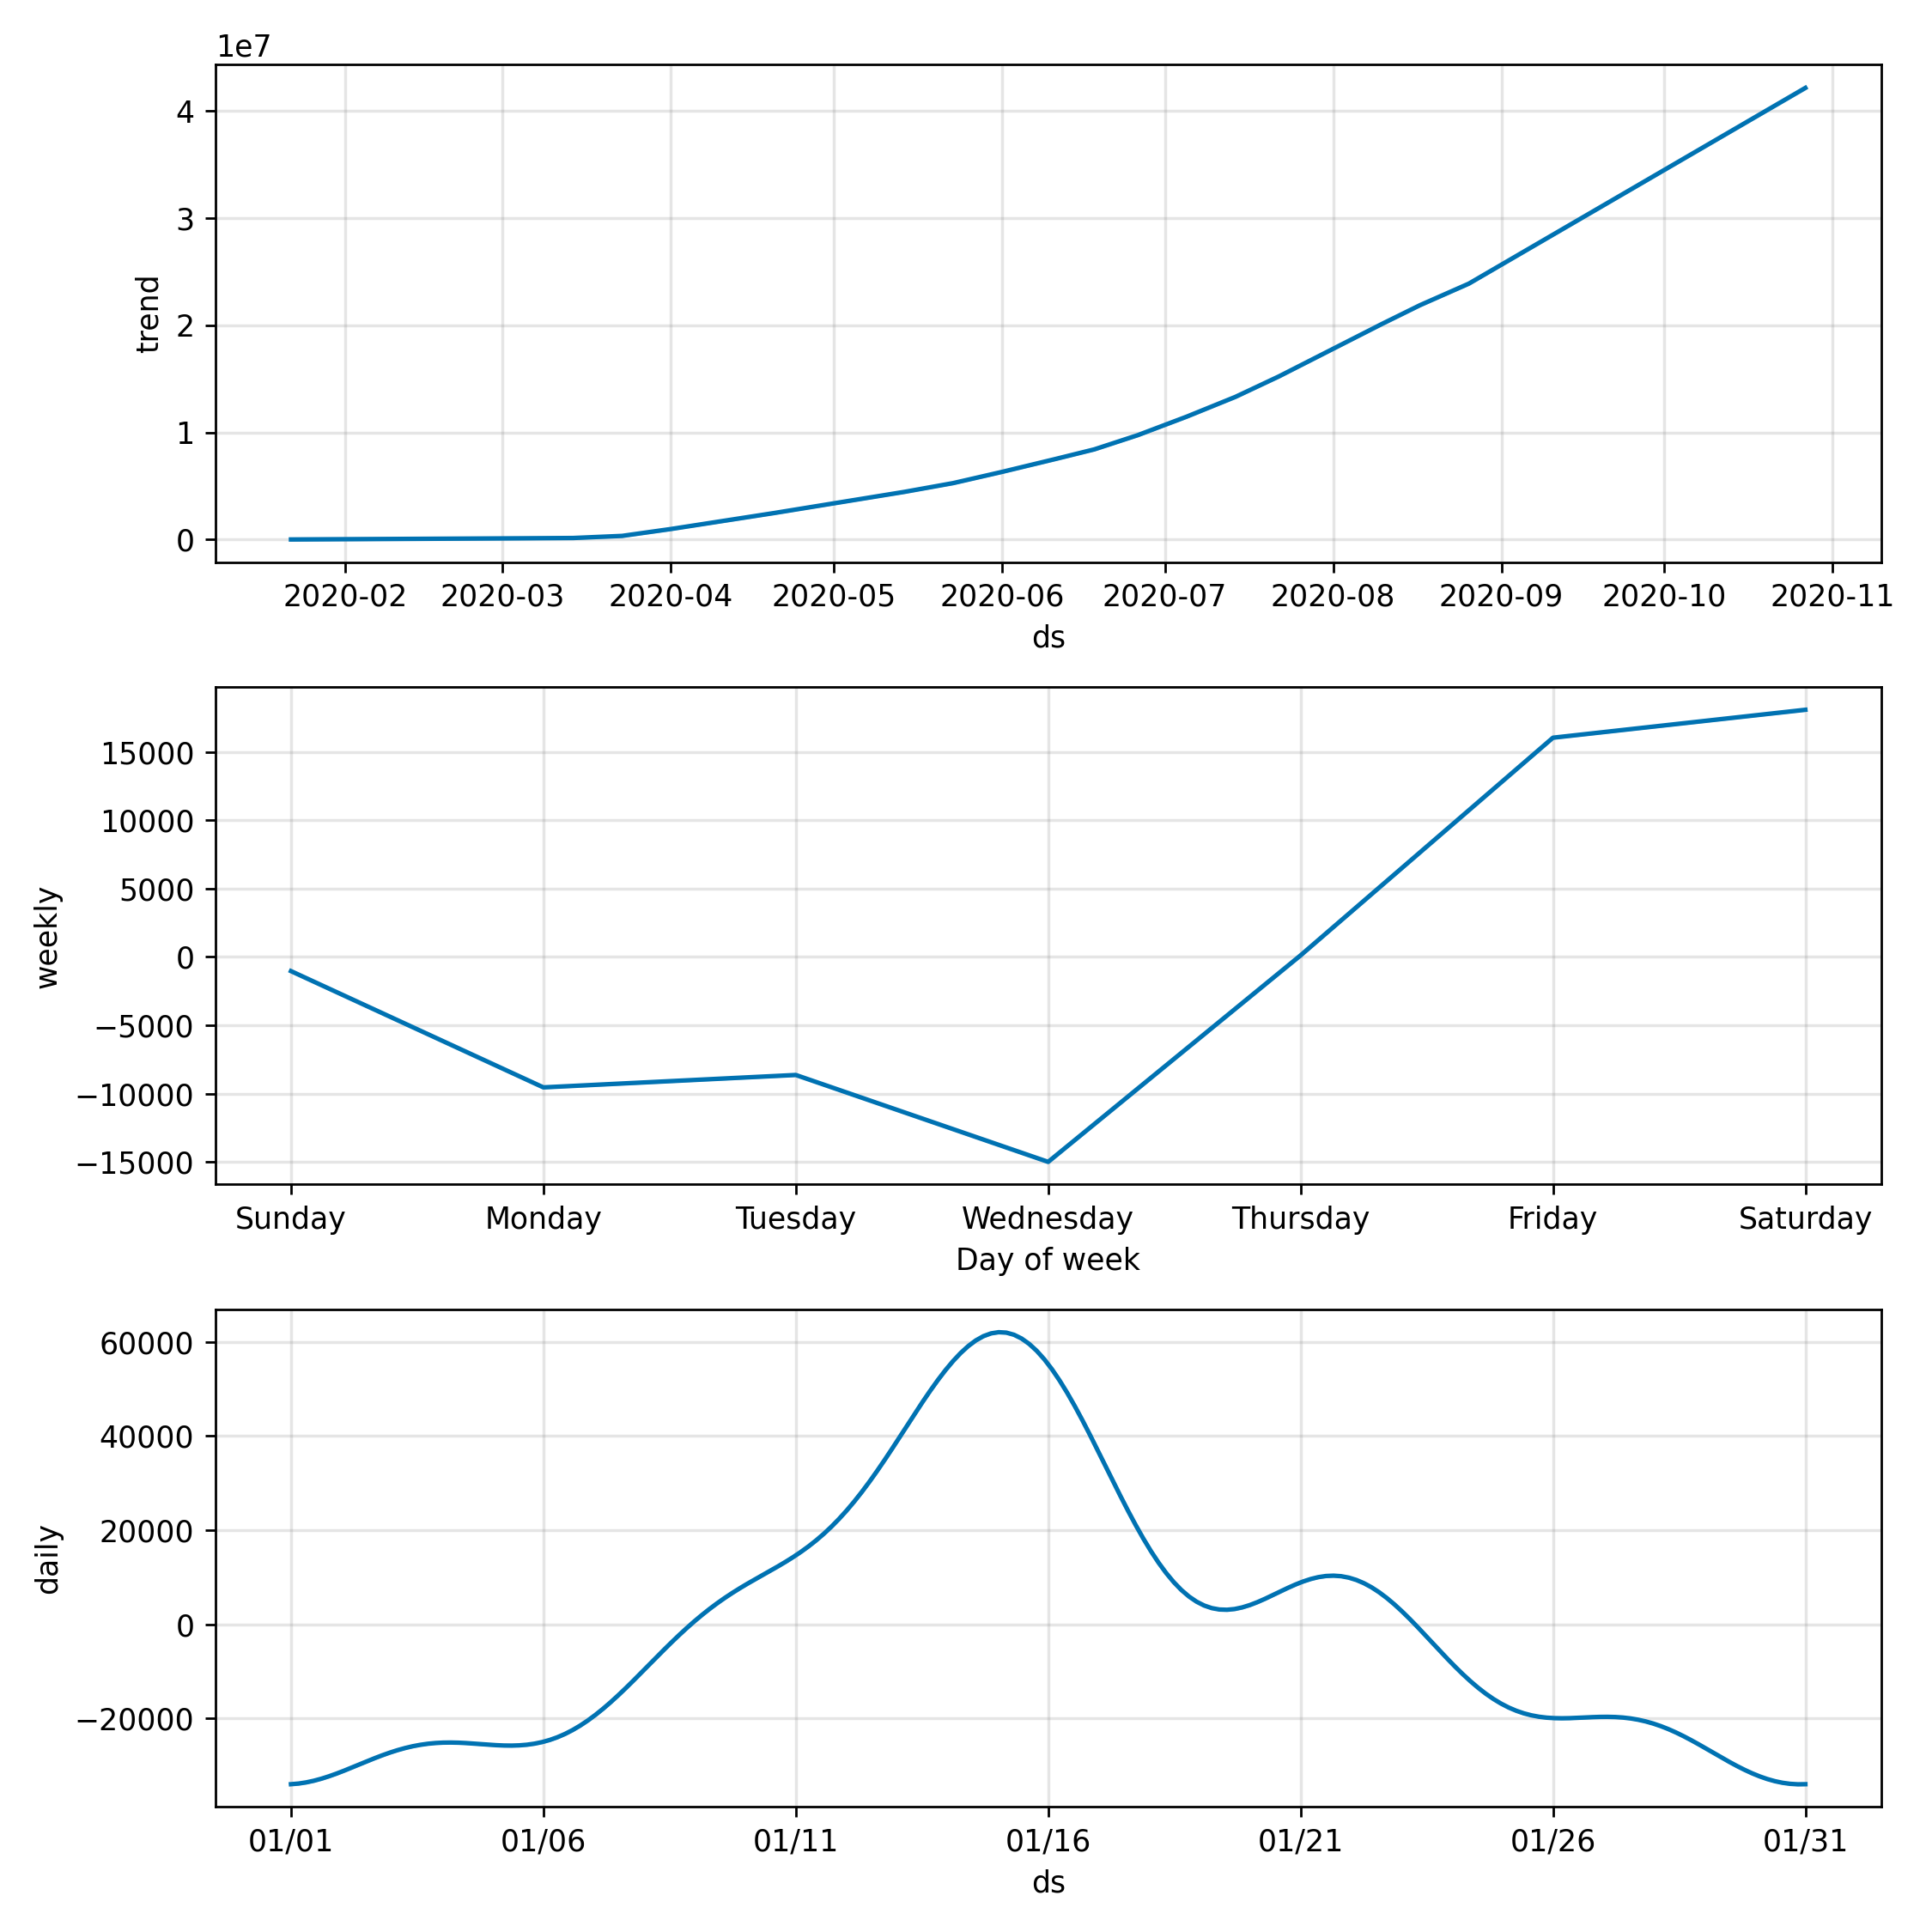 1e7
4
3
2
1
0
trend
2020-02 2020-03 2020-04 2020-05 2020-06 2020-07 2020-08 2020-09 2020-10 2020-11
ds
15000
10000
5000
0
−5000
−10000
−15000
weekly
Sunday Monday Tuesday Wednesday Thursday Friday Saturday
Day of week
60000
40000
20000
0
−20000
daily
01/01 01/06 01/11 01/16 01/21 01/26 01/31
ds